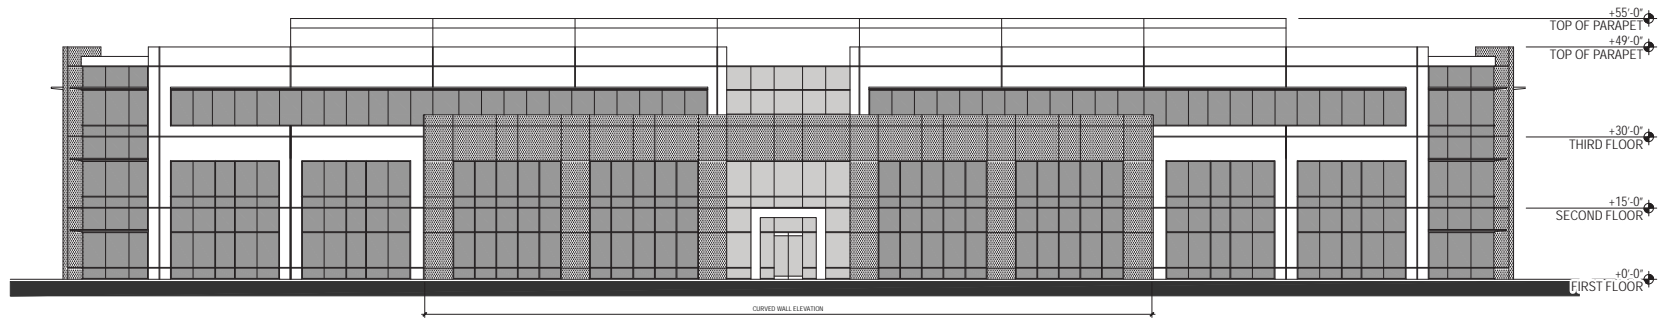 +55'-0"
TOP OF PARAPET
+49'-0"
TOP OF PARAPET
+30'-0"
THIRD FLOOR
+15'-0"
SECOND FLOOR
+0'-0"
FIRST FLOOR
CURVED WALL ELEVATION